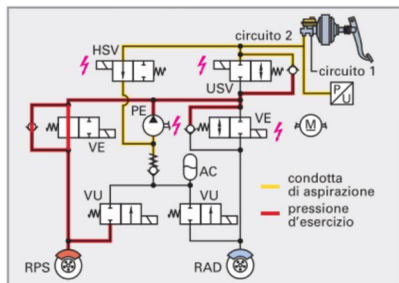 HSV
circuito 2
circuito 1
USV
P
U
PE
VE
VE
M
AC
VU
VU
condotta
di aspirazione
pressione
d'esercizio
RPS
RAD